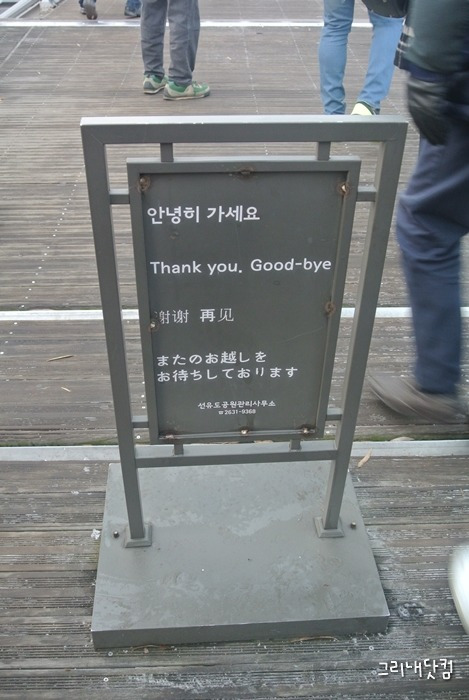 안녕히 가세요
Thank you. Good-bye
谢谢 再见
またのお越しを
お待ちしております
선유도공원관리사무소
☎2631-9368
그리내닷컴